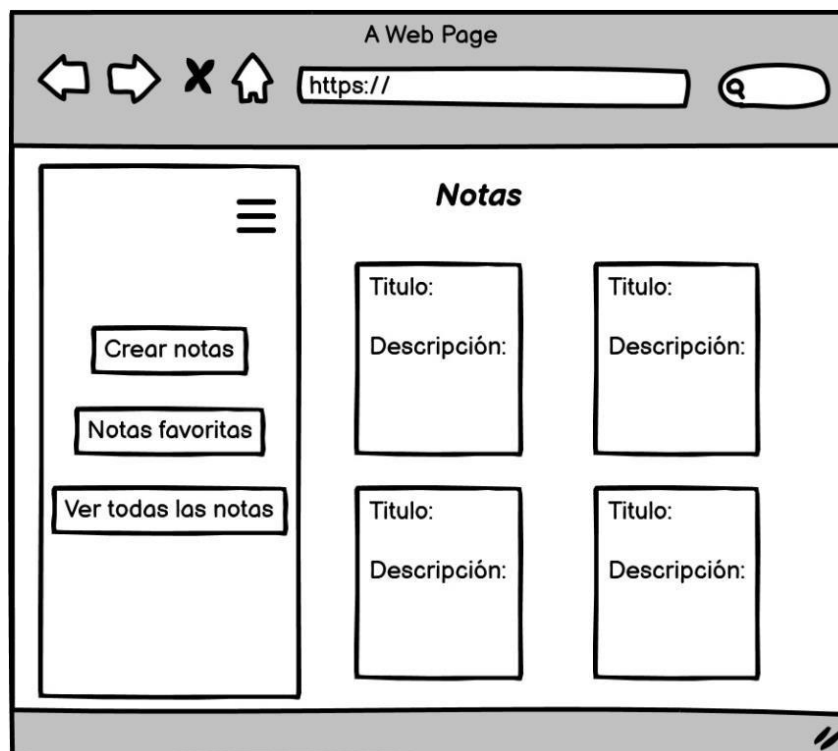 A Web Page
https://
Notas
Crear notas
Notas favoritas
Ver todas las notas
Titulo:
Descripción:
Titulo:
Descripción:
Titulo:
Descripción:
Titulo:
Descripción: